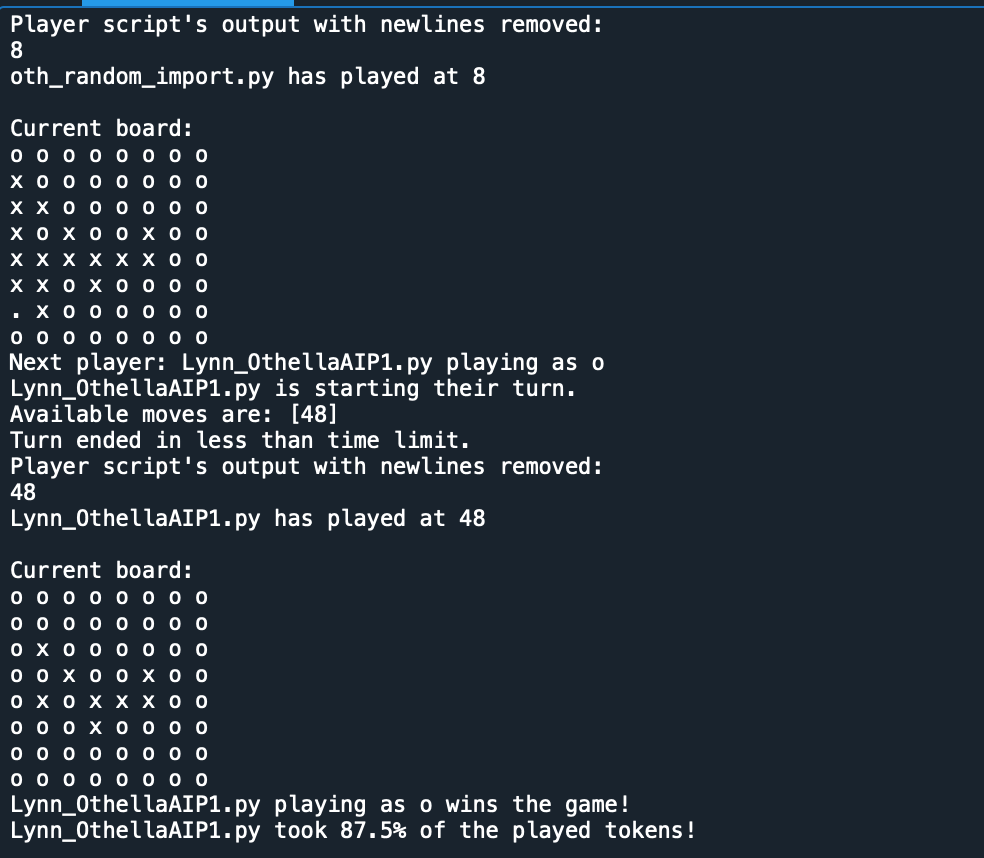 Player script's output with newlines removed:
8
oth_random_import.py has played at 8

Current board:
o o o o o o o o
x o o o o o o o
x x o o o o o o
x o x o o x o o
x x x x x x o o
x x o x o o o o
. x o o o o o o
o o o o o o o o
Next player: Lynn_OthellaAIP1.py playing as o
Lynn_OthellaAIP1.py is starting their turn.
Available moves are: [48]
Turn ended in less than time limit.
Player script's output with newlines removed:
48
Lynn_OthellaAIP1.py has played at 48

Current board:
o o o o o o o o
o o o o o o o o
o x o o o o o o
o o x o o x o o
o x o x x x o o
o o o x o o o o
o o o o o o o o
o o o o o o o o
Lynn_OthellaAIP1.py playing as o wins the game!
Lynn_OthellaAIP1.py took 87.5% of the played tokens!